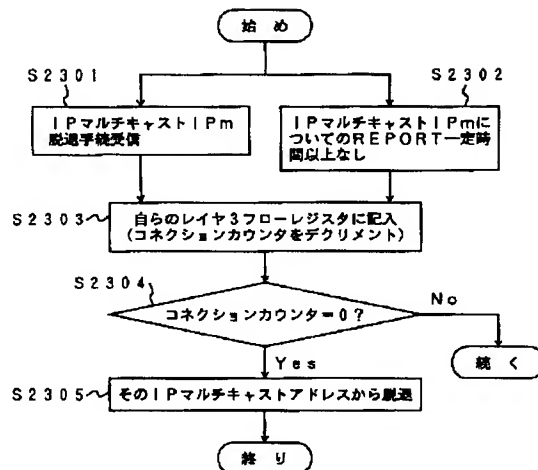 始め
S2301
S2302
IPマルチキャストIPm
脱退手続受信
IPマルチキャストIPmに
ついてのREPORT一定時
間以上なし
S2303
自らのレイヤ3フローレジスタに記入
(コネクションカウンタをデクリメント)
S2304
コネクションカウンター=0?
No
続く
Yes
S2305
そのIPマルチキャストアドレスから脱退
終り